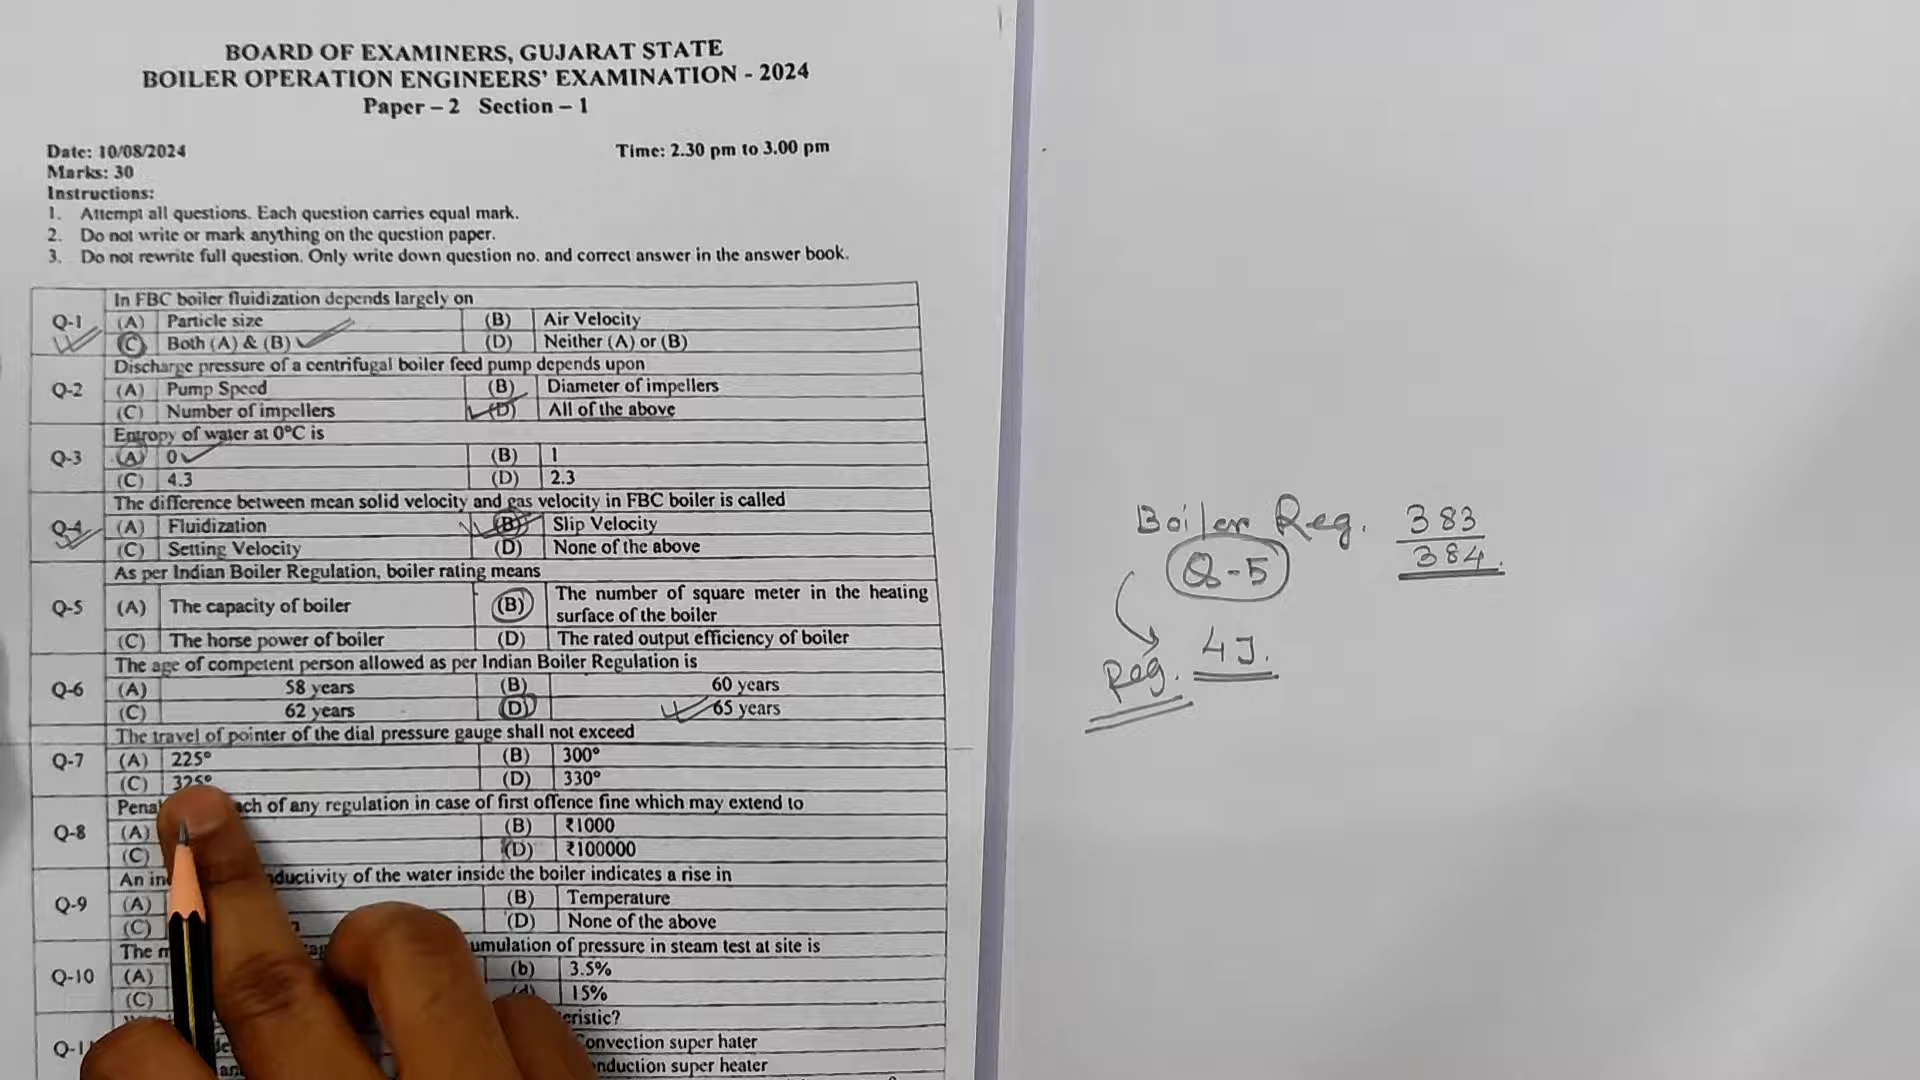 BOARD OF EXAMINERS, GUJARAT STATE
BOILER OPERATION ENGINEERS' EXAMINATION - 2024
Paper – 2 Section – 1
Date: 10/08/2024 Time: 2.30 pm to 3.00 pm
Marks: 30
Instructions:
1. Attempt all questions. Each question carries equal mark.
2. Do not write or mark anything on the question paper.
3. Do not rewrite full question. Only write down question no. and correct answer in the answer book.
Q-1 In FBC boiler fluidization depends largely on
(A) Particle size (B) Air Velocity
(C) Both (A) & (B) (D) Neither (A) or (B)
Q-2 Discharge pressure of a centrifugal boiler feed pump depends upon
(A) Pump Speed (B) Diameter of impellers
(C) Number of impellers (D) All of the above
Q-3 Entropy of water at 0°C is
(A) 0 (B) 1
(C) 4.3 (D) 2.3
Q-4 The difference between mean solid velocity and gas velocity in FBC boiler is called
(A) Fluidization (B) Slip Velocity
(C) Setting Velocity (D) None of the above
Q-5 As per Indian Boiler Regulation, boiler rating means
(A) The capacity of boiler (B) The number of square meter in the heating
surface of the boiler
(C) The horse power of boiler (D) The rated output efficiency of boiler
Q-6 The age of competent person allowed as per Indian Boiler Regulation is
(A) 58 years (B) 60 years
(C) 62 years (D) 65 years
Q-7 The travel of pointer of the dial pressure gauge shall not exceed
(A) 225° (B) 300°
(C) 325° (D) 330°
Q-8 of any regulation in case of first offence fine which may extend to
(A) (B) ₹1000
(C) (D) ₹100000
Q-9 An of the water inside the boiler indicates a rise in
(A) (B) Temperature
(C) (D) None of the above
Q-10 The of pressure in steam test at site is
(A) (b) 3.5%
(C) (d) 15%
super hater
super heater
Boiler Reg. 383
384.
Q-5
Reg. 4J.